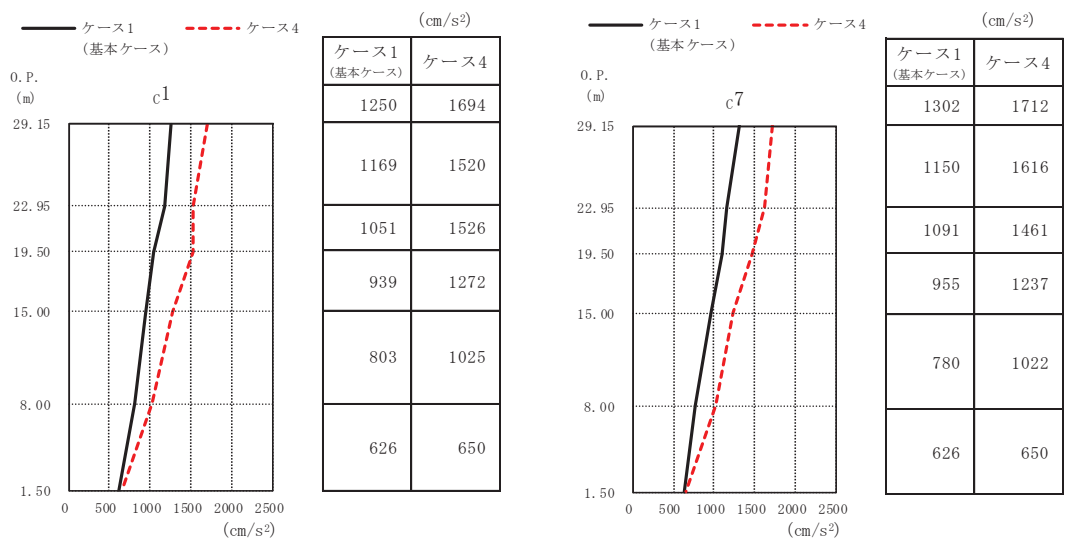 ケース1 ケース4
(基本ケース)
O.P.
(m)
C1
29.15
22.95
19.50
15.00
8.00
1.50
0 500 1000 1500 2000 2500
(cm/s²)
(cm/s²)
ケース1 ケース4
(基本ケース)
1250 1694
1169 1520
1051 1526
939 1272
803 1025
626 650
ケース1 ケース4
(基本ケース)
O.P.
(m)
C7
29.15
22.95
19.50
15.00
8.00
1.50
0 500 1000 1500 2000 2500
(cm/s²)
(cm/s²)
ケース1 ケース4
(基本ケース)
1302 1712
1150 1616
1091 1461
955 1237
780 1022
626 650